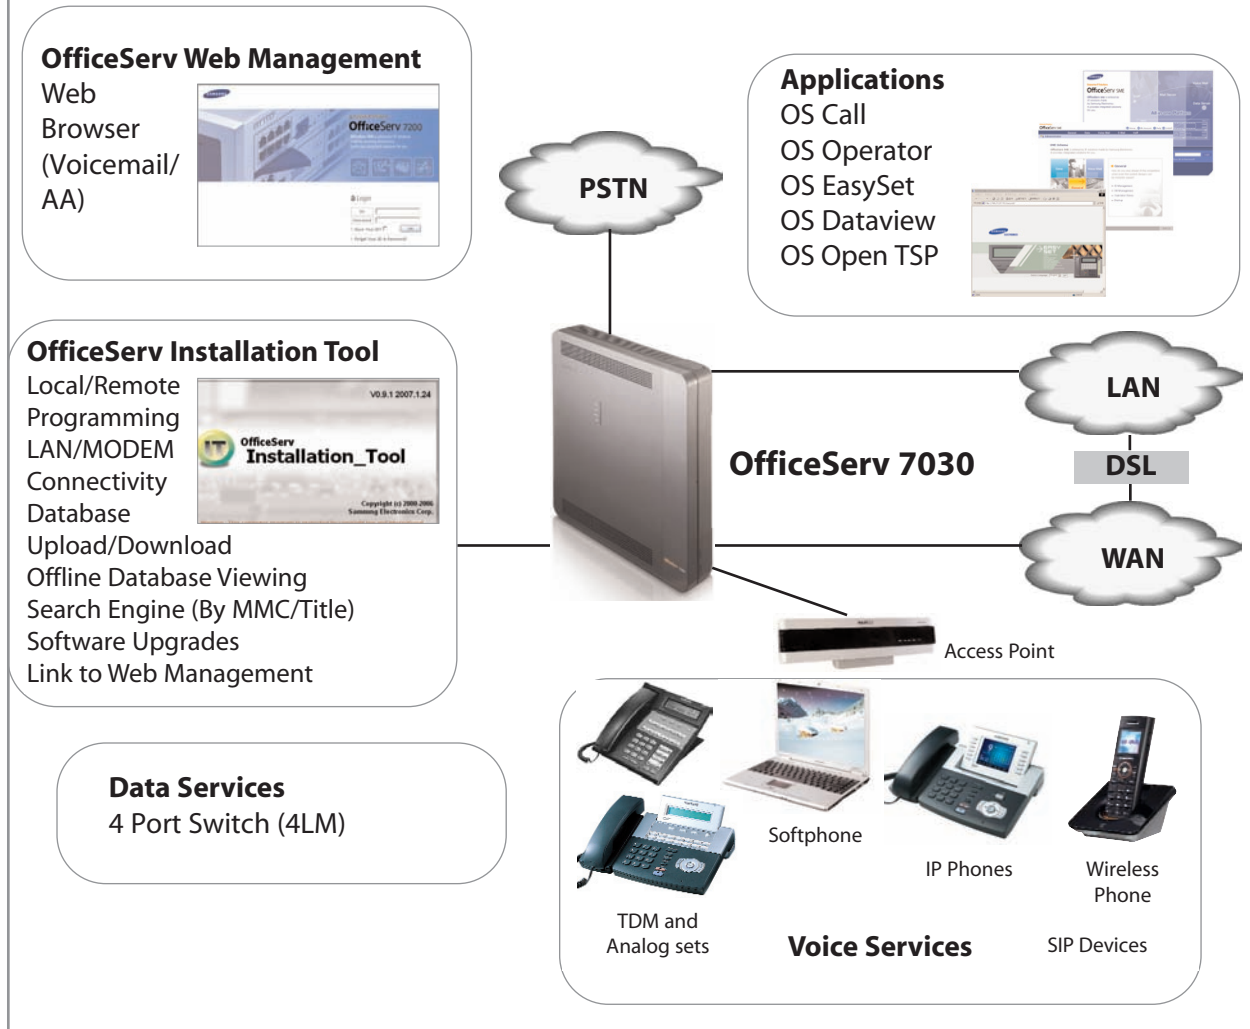 OfficeServ Web Management
Web
Browser
(Voicemail/
AA)
OfficeServ 7200
Login
Applications
OS Call
OS Operator
OS EasySet
OS Dataview
OS Open TSP
PSTN
OfficeServ Installation Tool
Local/Remote
Programming
LAN/MODEM
Connectivity
Database
Upload/Download
Offline Database Viewing
Search Engine (By MMC/Title)
Software Upgrades
Link to Web Management
V0.9.1 2007.1.24
IT
OfficeServ
Installation_Tool
Copyright (c) 2000-2006
Samsung Electronics Corp.
OfficeServ 7030
LAN
DSL
WAN
Access Point
Data Services
4 Port Switch (4LM)
Softphone
IP Phones
Wireless
Phone
TDM and
Analog sets
Voice Services
SIP Devices